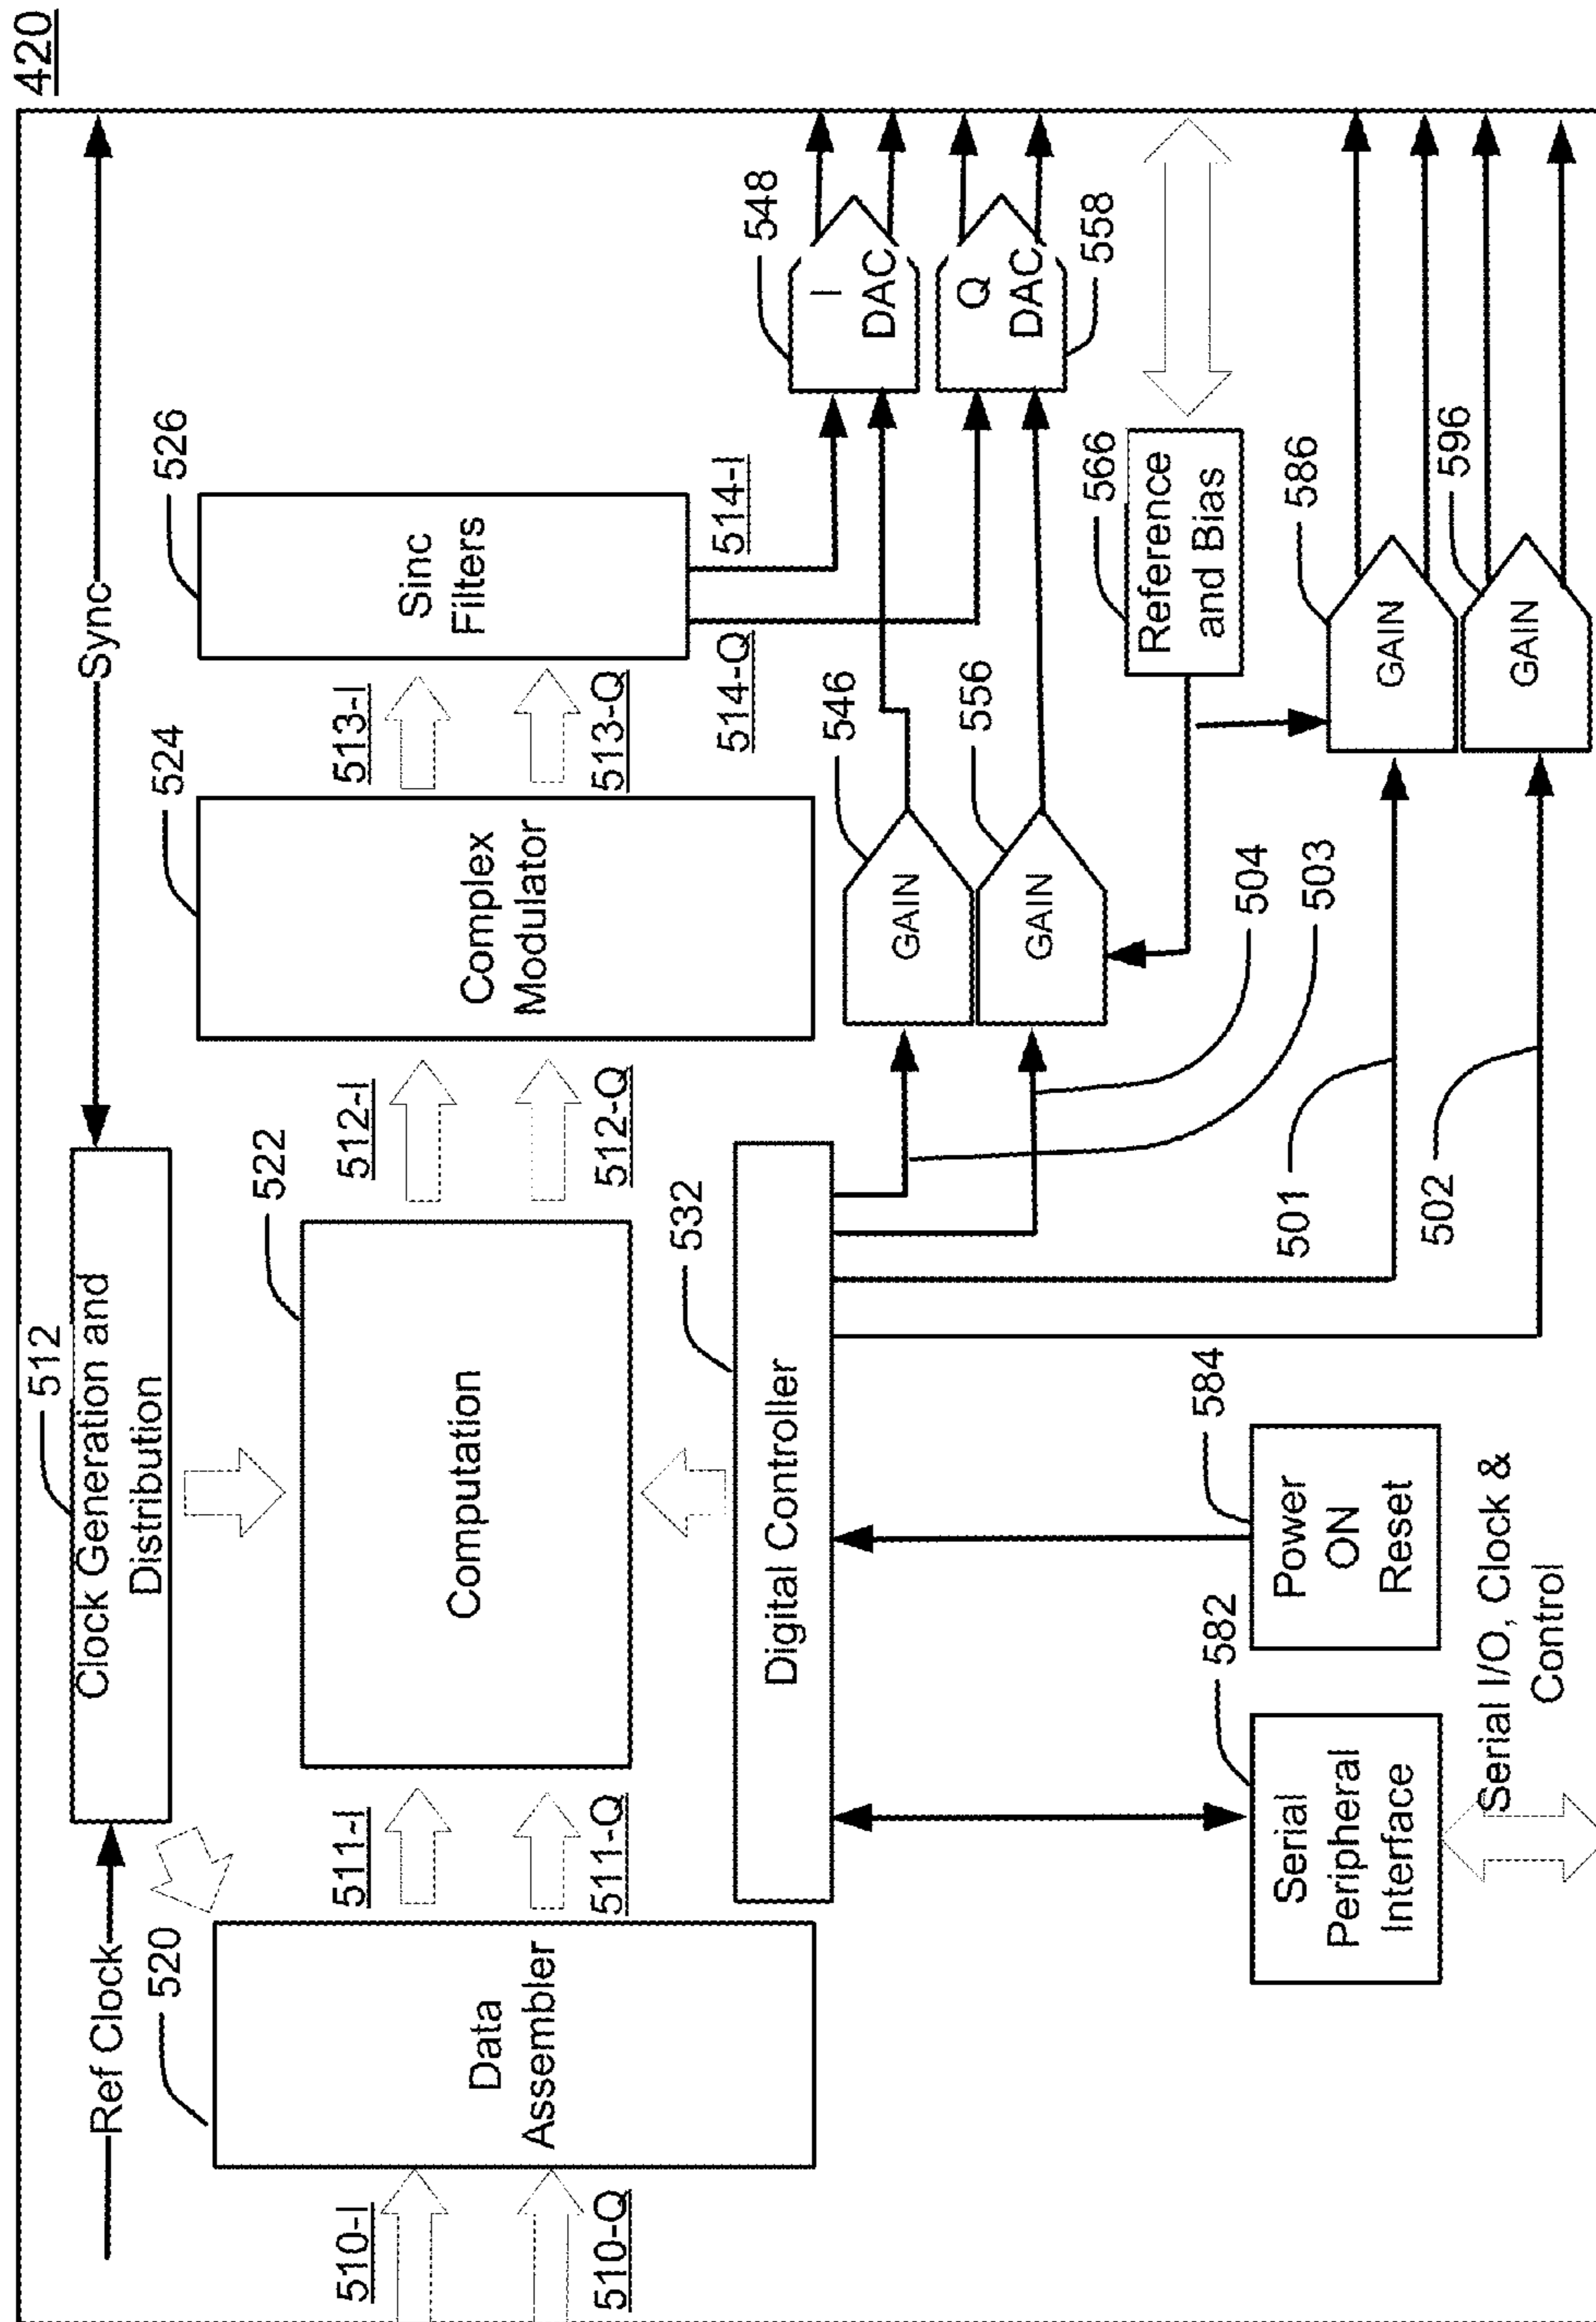 420
Ref Clock
512
Clock Generation and
Distribution
Sync
520
Data
Assembler
510-I
510-Q
511-I
511-Q
522
Computation
512-I
512-Q
524
Complex
Modulator
513-I
513-Q
526
Sinc
Filters
514-I
514-Q
532
Digital Controller
546
GAIN
556
GAIN
548
I
DAC
Q
DAC
558
566
Reference
and Bias
504
503
501
502
586
GAIN
596
GAIN
582
Serial
Peripheral
Interface
584
Power
ON
Reset
Serial I/O, Clock &
Control